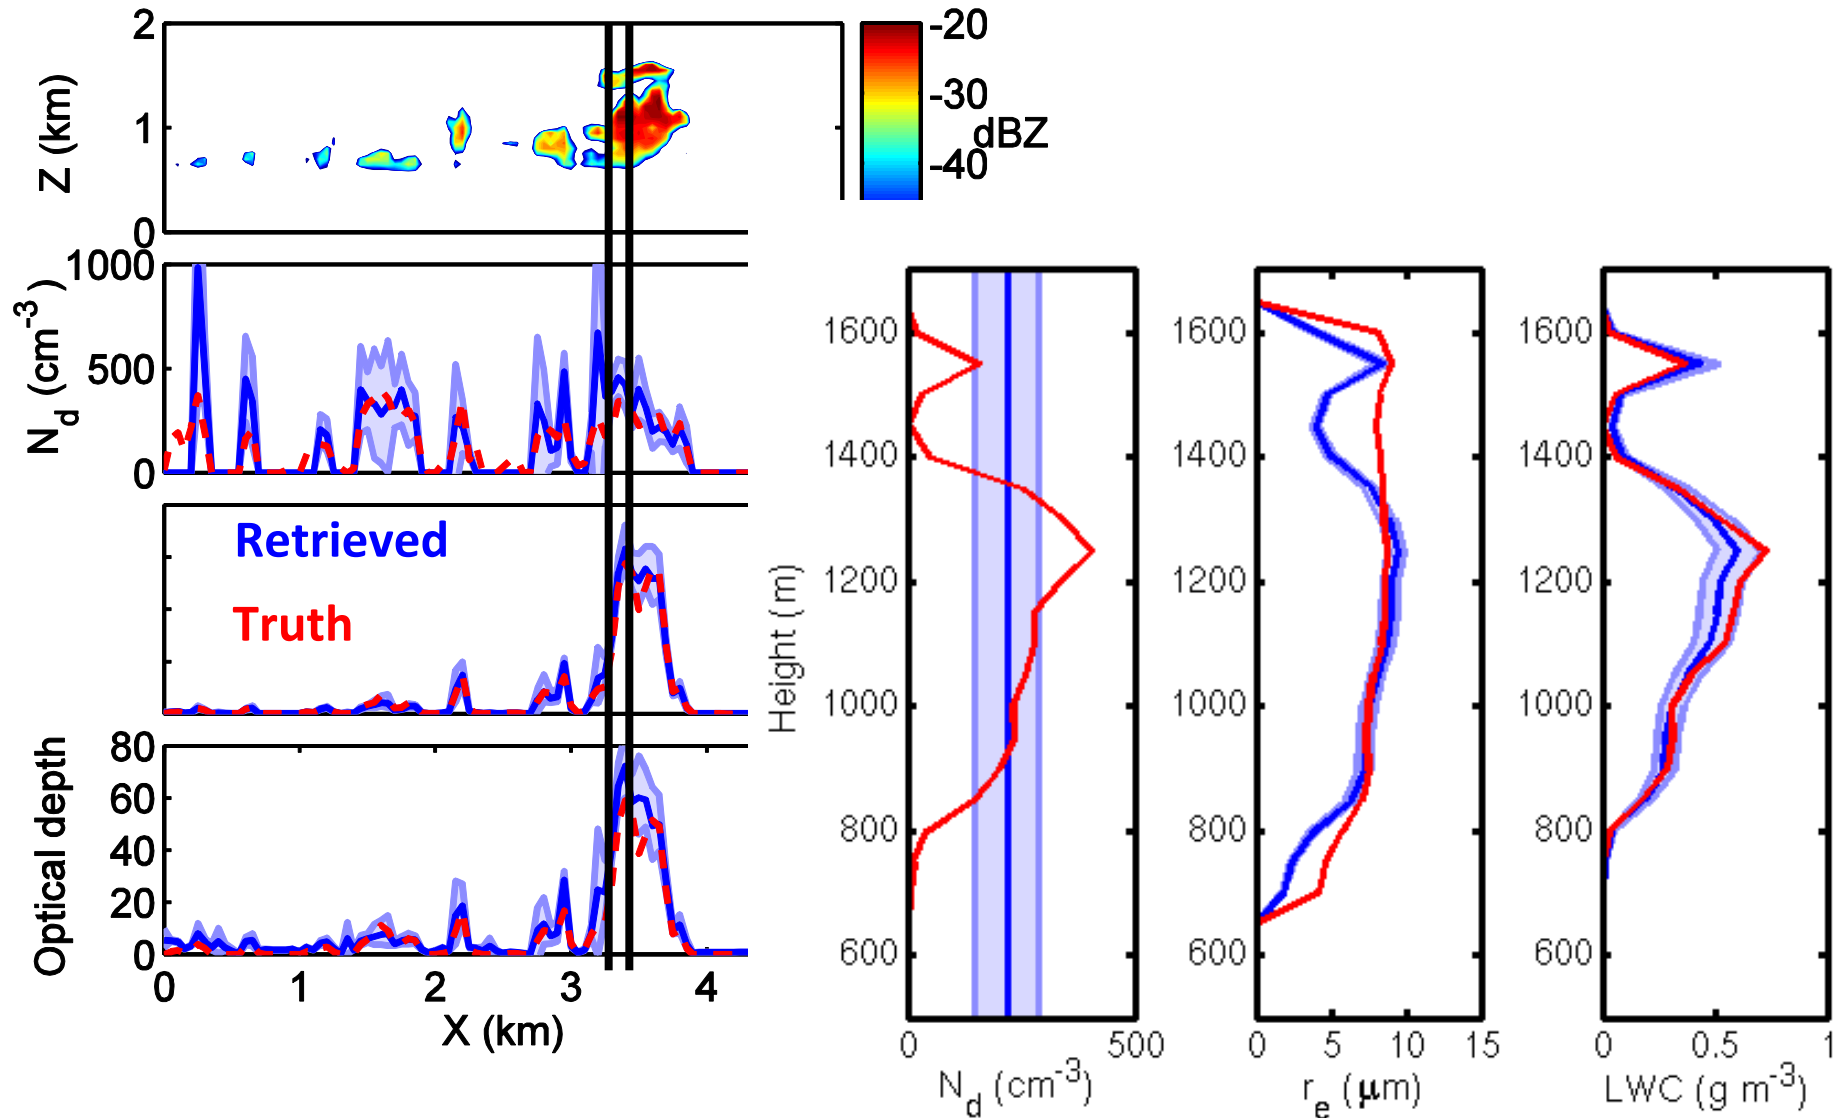 2
1
0
Z (km)
-20
-30
-40
dBZ
1000
500
0
N_d (cm^-3)
Retrieved
Truth
80
60
40
20
0
Optical depth
0 1 2 3 4
X (km)
1600
1400
1200
1000
800
600
Height (m)
0 500
N_d (cm^-3)
1600
1400
1200
1000
800
600
0 5 10 15
r_e (μm)
1600
1400
1200
1000
800
600
0 0.5 1
LWC (g m^-3)